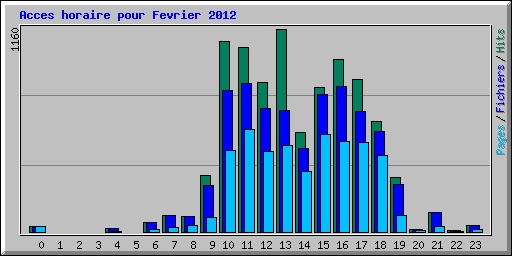 Acces horaire pour Fevrier 2012
1160
Pages / Fichiers / Hits
0 1 2 3 4 5 6 7 8 9 10 11 12 13 14 15 16 17 18 19 20 21 22 23